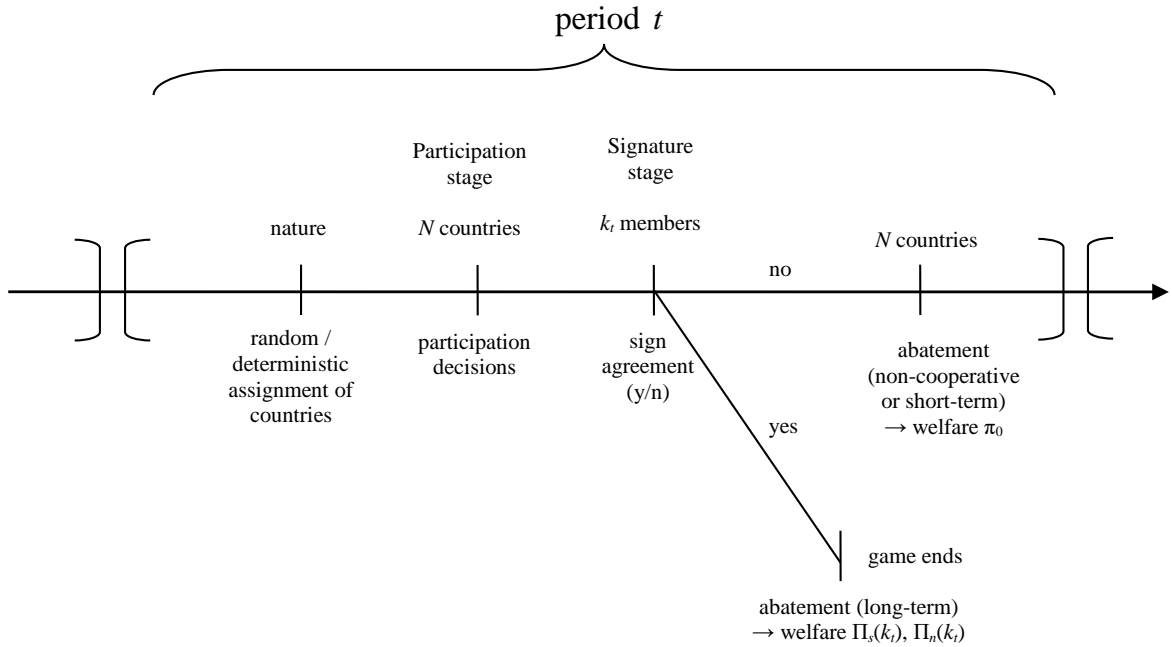 period t
Participation
stage
Signature
stage
nature
N countries
k_t members
N countries
no
random /
deterministic
assignment of
countries
participation
decisions
sign
agreement
(y/n)
abatement
(non-cooperative
or short-term)
→ welfare π₀
yes
game ends
abatement (long-term)
→ welfare Π_s(k_t), Π_n(k_t)